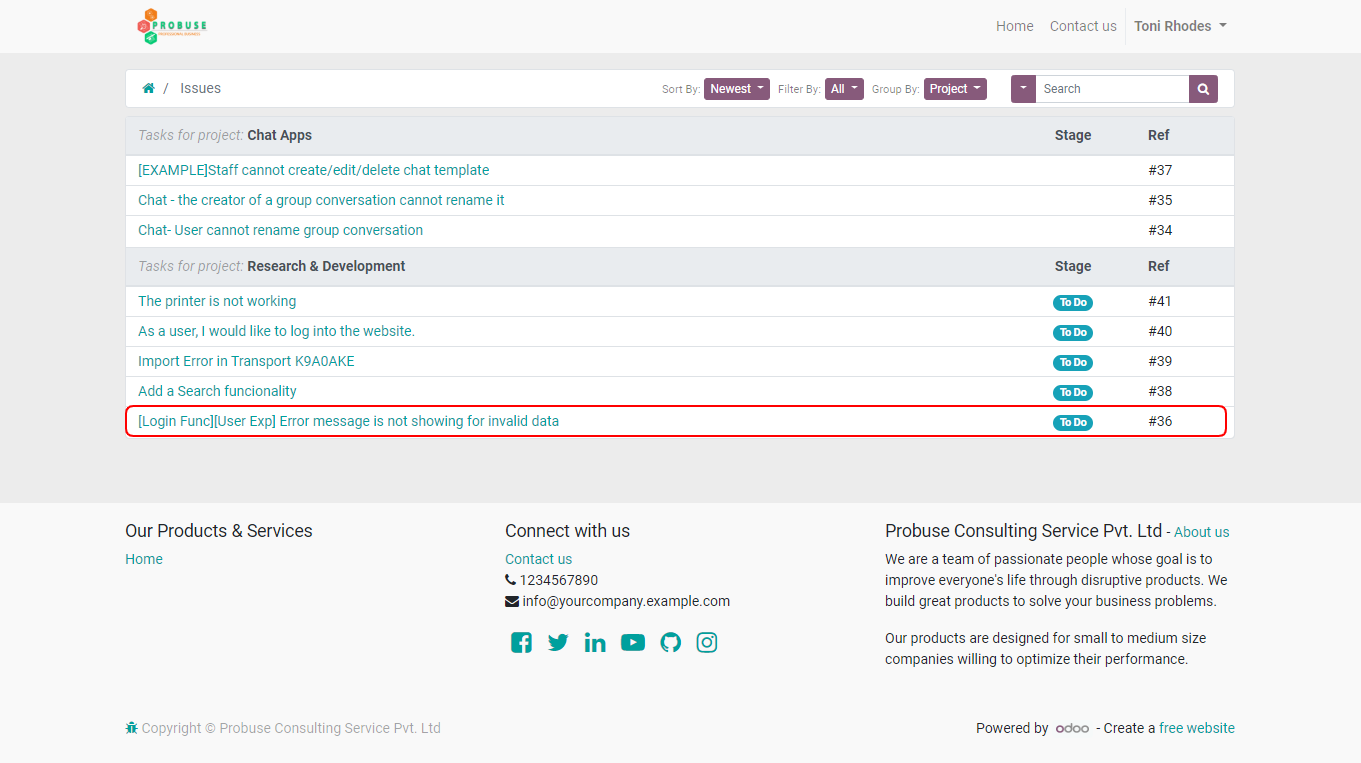 PROBUSE
Home Contact us Toni Rhodes
/ Issues Sort By: Newest Filter By: All Group By: Project Search
Tasks for project: Chat Apps Stage Ref
[EXAMPLE]Staff cannot create/edit/delete chat template #37
Chat - the creator of a group conversation cannot rename it #35
Chat- User cannot rename group conversation #34
Tasks for project: Research & Development Stage Ref
The printer is not working To Do #41
As a user, I would like to log into the website. To Do #40
Import Error in Transport K9A0AKE To Do #39
Add a Search funcionality To Do #38
[Login Func][User Exp] Error message is not showing for invalid data To Do #36
Our Products & Services
Home
Connect with us
Contact us
1234567890
info@yourcompany.example.com
Probuse Consulting Service Pvt. Ltd - About us
We are a team of passionate people whose goal is to
improve everyone's life through disruptive products. We
build great products to solve your business problems.
Our products are designed for small to medium size
companies willing to optimize their performance.
Copyright © Probuse Consulting Service Pvt. Ltd
Powered by odoo - Create a free website